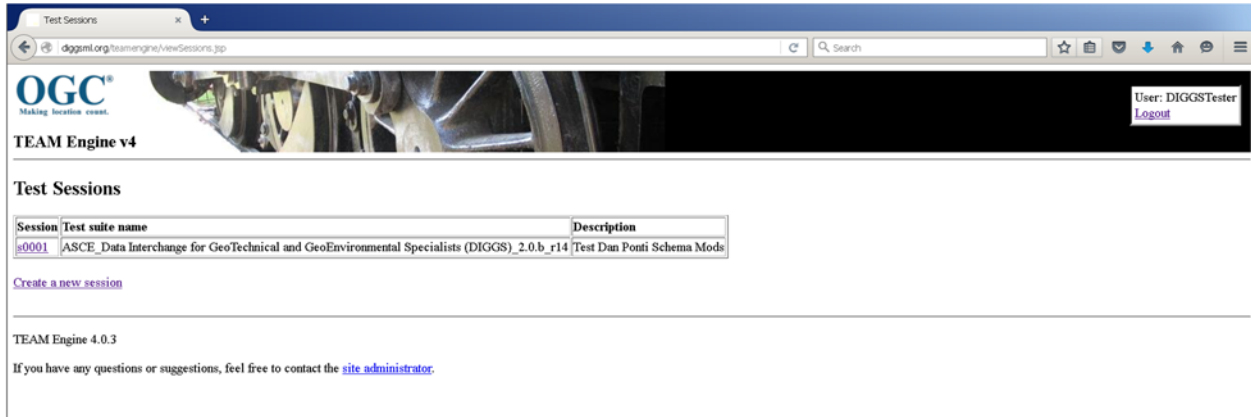 Test Sessions
diggsml.org/teamengine/viewSessions.jsp
Search
OGC®
Making location count.
User: DIGGSTester
Logout
TEAM Engine v4
Test Sessions
Session Test suite name Description
s0001 ASCE_Data Interchange for GeoTechnical and GeoEnvironmental Specialists (DIGGS)_2.0.b_r14 Test Dan Ponti Schema Mods
Create a new session
TEAM Engine 4.0.3
If you have any questions or suggestions, feel free to contact the site administrator.